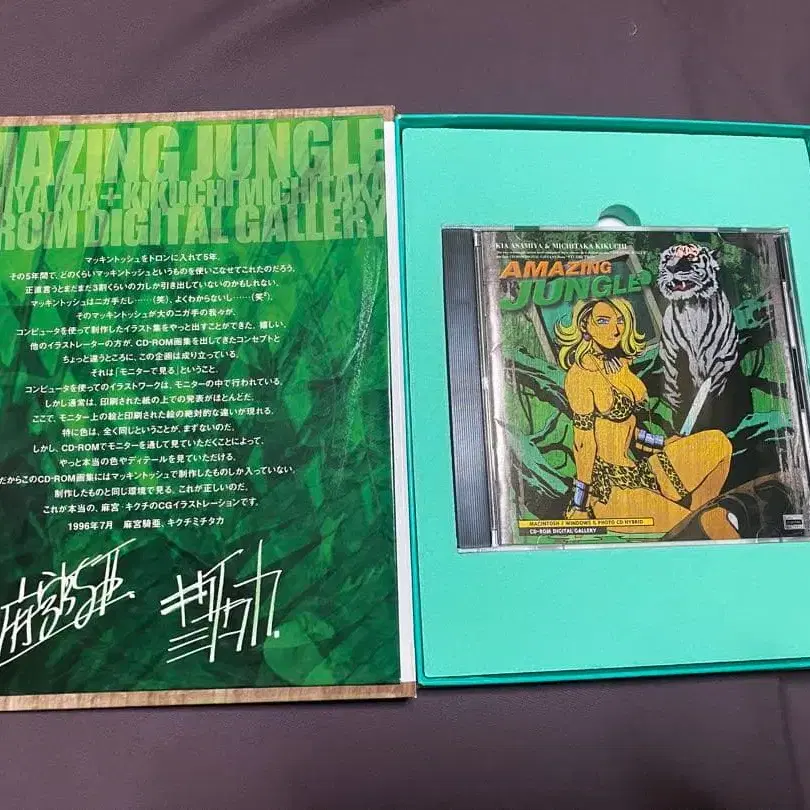 MAZING JUNGLE
IYA KIA + KIKUCHI MICHITAKA
ROM DIGITAL GALLERY
マッキントッシュをトロンに入れて5年。
その5年間で、どのくらいマッキントッシュというものを使いこなせてこれたのだろう。
正直言うとまだまだ3割くらいの力しか引き出していないのかもしれない。
マッキントッシュはニガ手だし……(笑)、よくわからないし……(笑²)。
そのマッキントッシュが大のニガ手の我々が、
コンピュータを使って制作したイラスト集をやっと出すことができた。嬉しい。
他のイラストレーターの方が、CD-ROM画集を出してきたコンセプトと
ちょっと違うところに、この企画は成り立っている。
それは「モニターで見る」ということ。
コンピュータを使ってのイラストワークは、モニターの中で行われている。
しかし通常は、印刷された紙の上での発表がほとんどだ。
ここで、モニター上の絵と印刷された絵の絶対的な違いが現れる。
特に色は、全く同じということが、まずないのだ。
しかし、CD-ROMでモニターを通して見ていただくことによって、
やっと本当の色やディテールを見ていただける。
だからこのCD-ROM画集にはマッキントッシュで制作したものしか入っていない。
制作したものと同じ環境で見る。これが正しいのだ。
これが本当の、麻宮・キクチのCGイラストレーションです。
1996年7月 麻宮騎亜、キクチミチタカ
KIA ASAMIYA & MICHITAKA KIKUCHI
AMAZING
JUNGLE
MACINTOSH / WINDOWS & PHOTO CD HYBRID
CD-ROM DIGITAL GALLERY